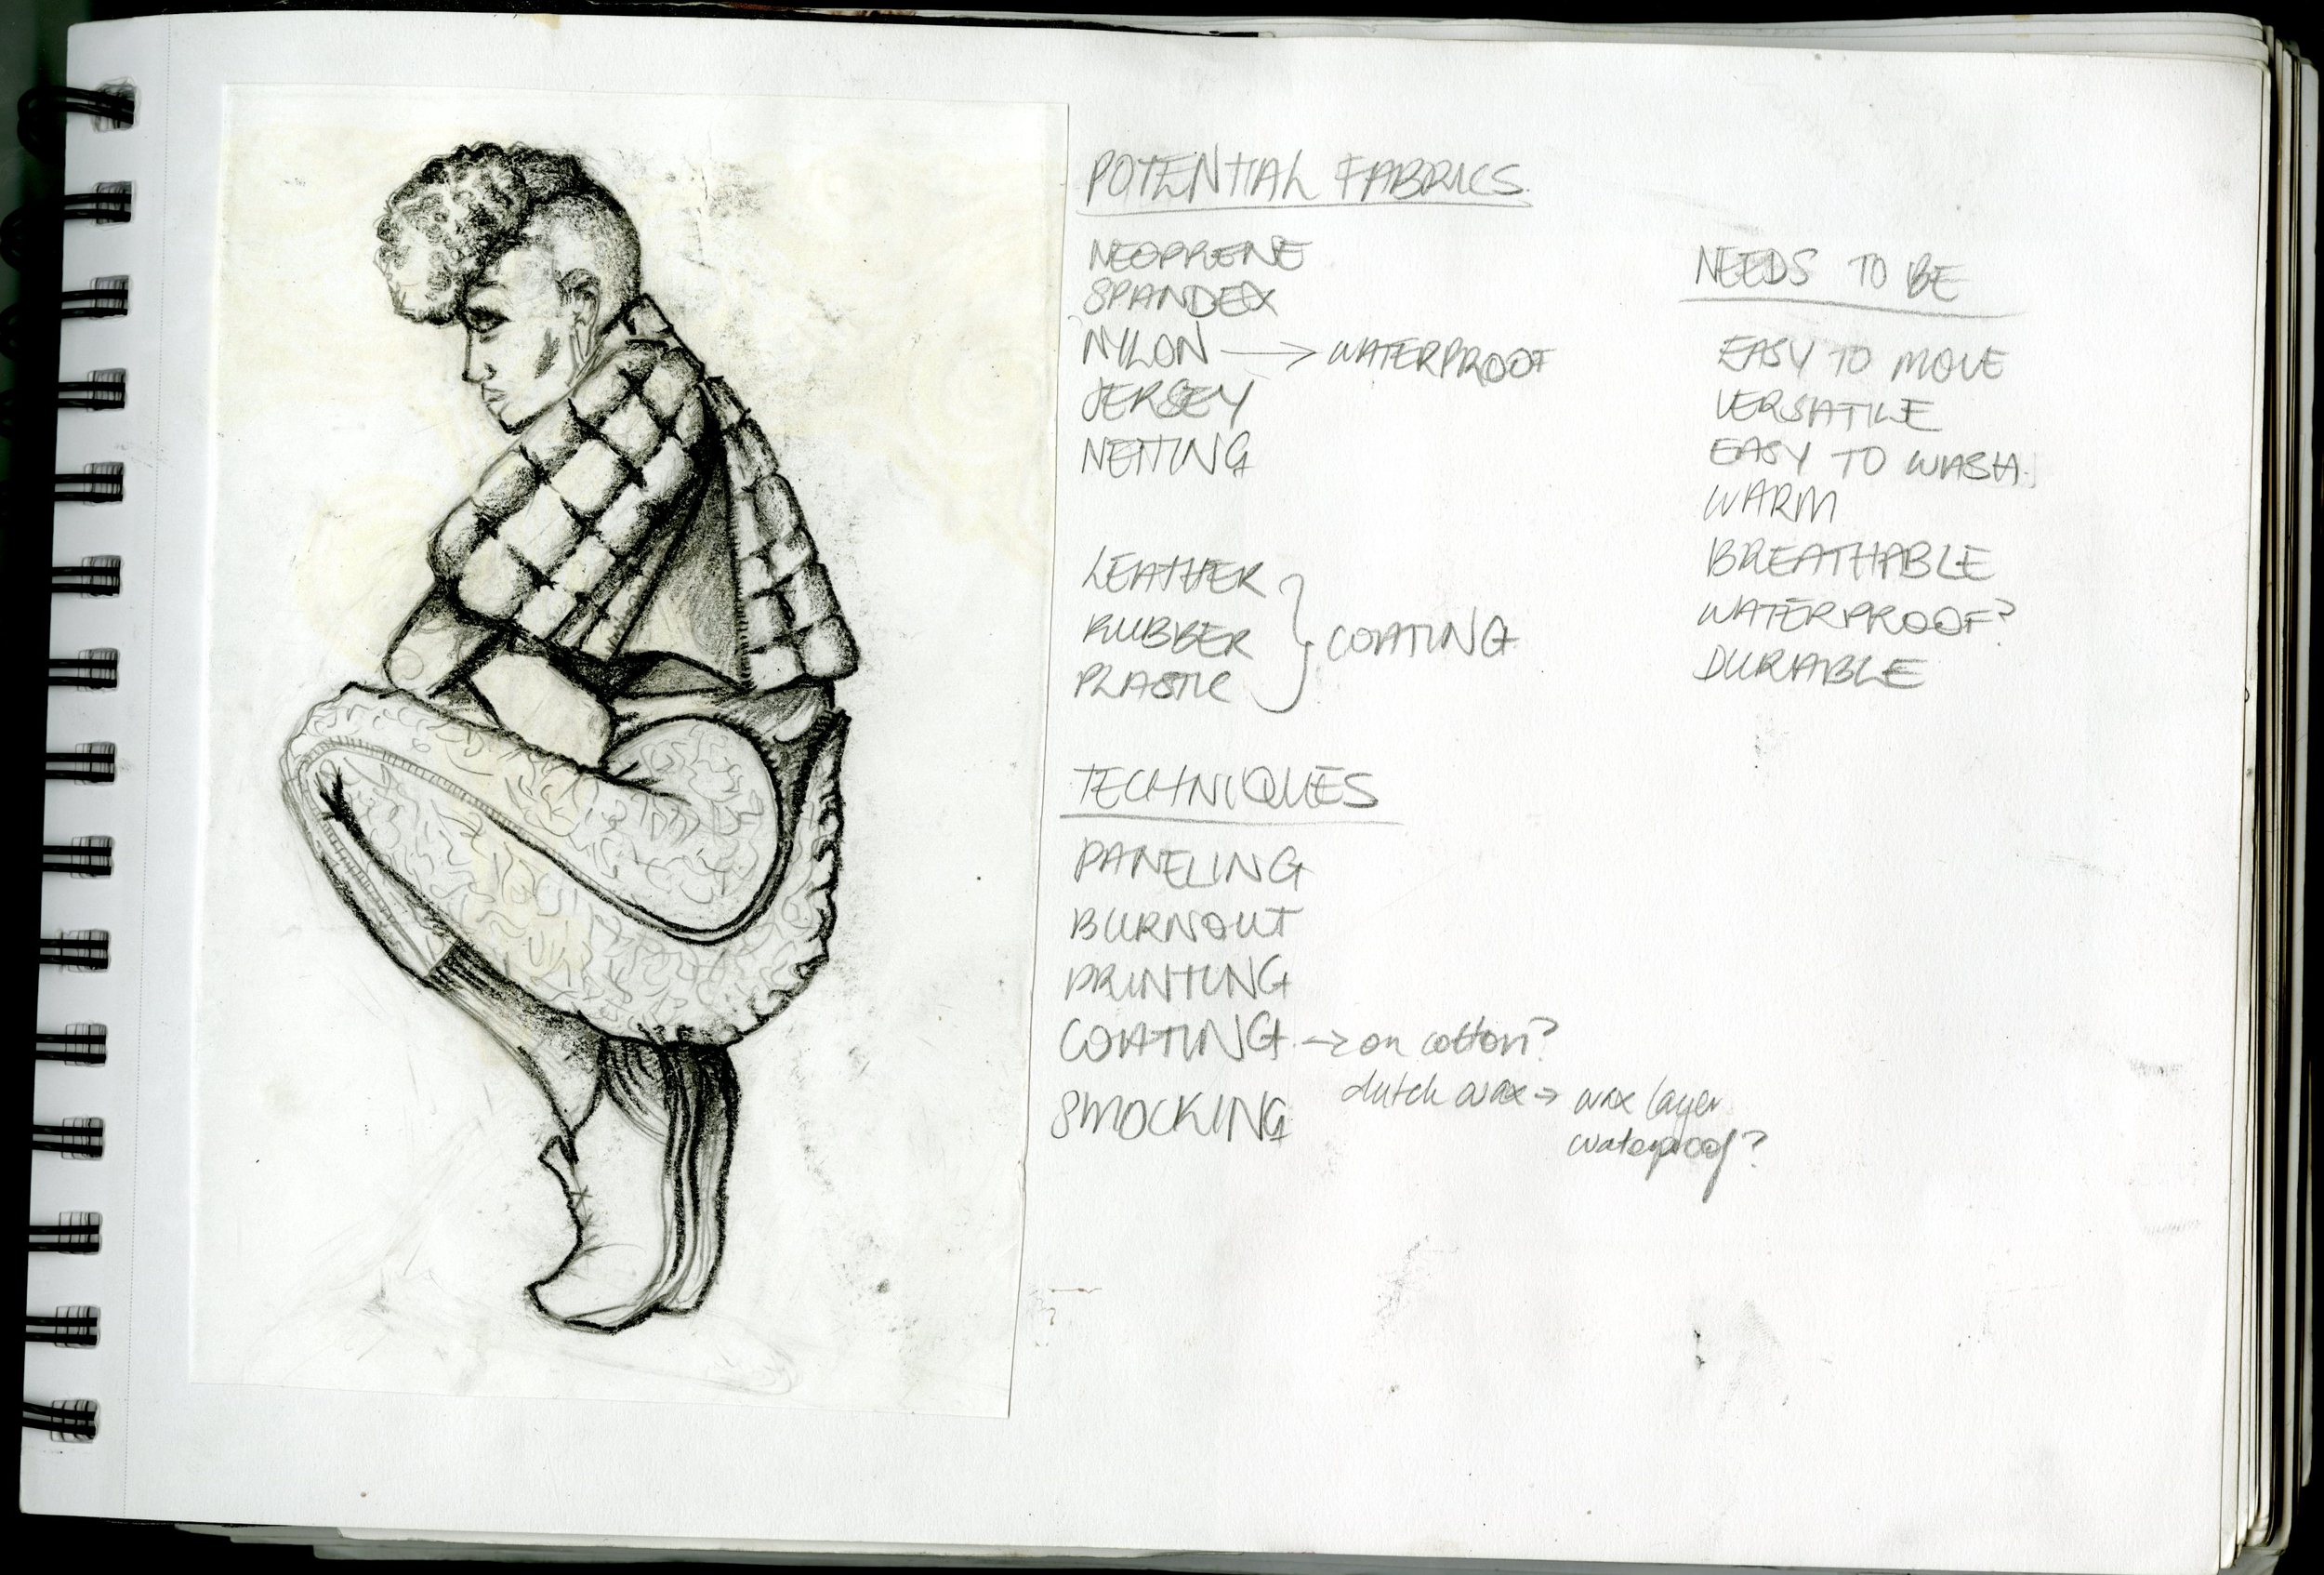 POTENTIAL FABRICS
NEOPRENE
SPANDEX
NYLON → WATERPROOF
JERSEY
NETTING
LEATHER
RUBBER } COATING
PLASTIC
TECHNIQUES
PANELING
BURNOUT
PRINTING
COATING → on cotton?
dutch wax → wax layer
waterproof?
SMOCKING
NEEDS TO BE
EASY TO MOVE
VERSATILE
EASY TO WASH.
WARM
BREATHABLE
WATERPROOF?
DURABLE